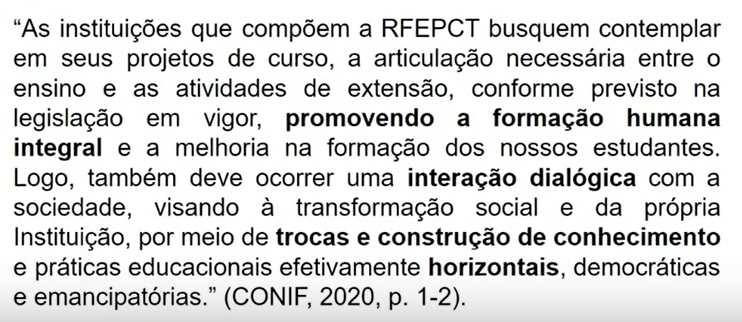 “As instituições que compõem a RFEPCT busquem contemplar
em seus projetos de curso, a articulação necessária entre o
ensino e as atividades de extensão, conforme previsto na
legislação em vigor, promovendo a formação humana
integral e a melhoria na formação dos nossos estudantes.
Logo, também deve ocorrer uma interação dialógica com a
sociedade, visando à transformação social e da própria
Instituição, por meio de trocas e construção de conhecimento
e práticas educacionais efetivamente horizontais, democráticas
e emancipatórias.” (CONIF, 2020, p. 1-2).